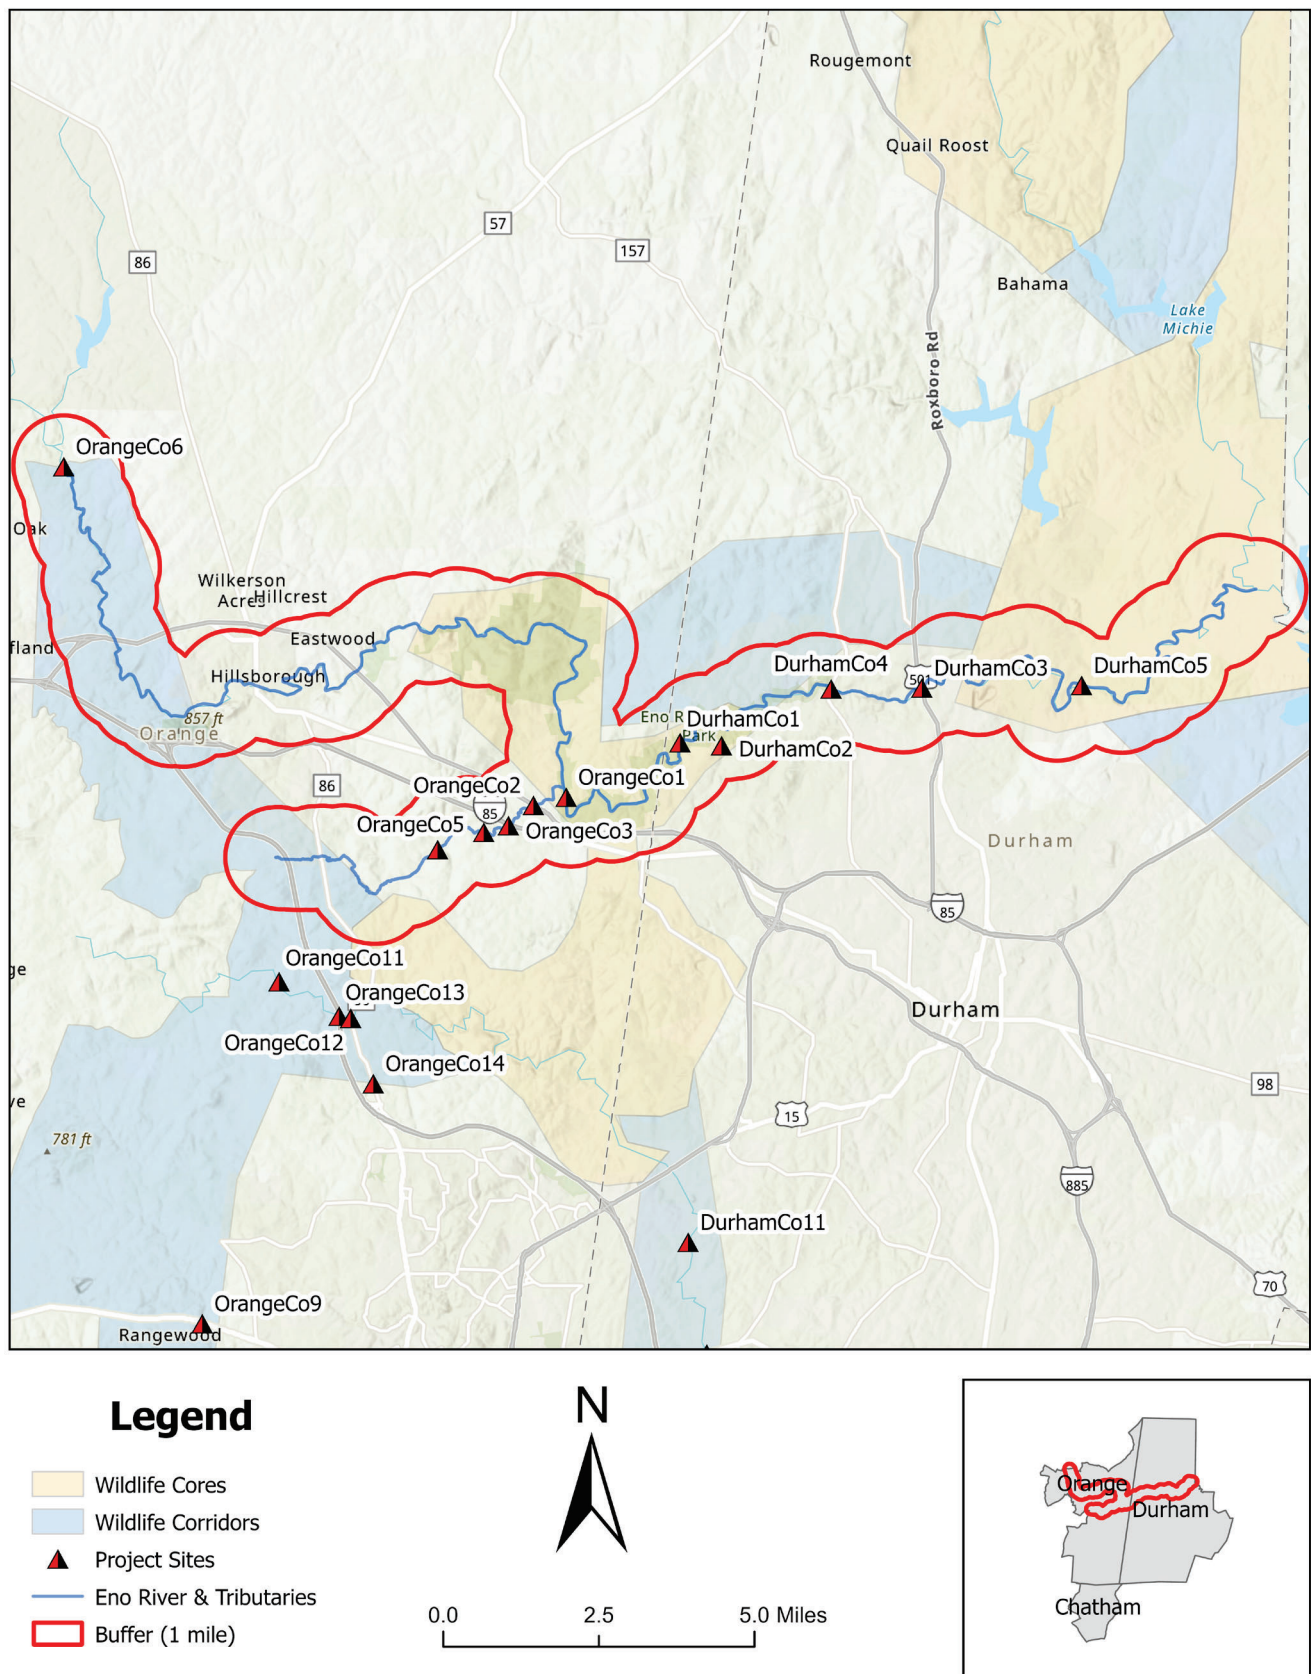 Rougemont
Quail Roost
57
157
86
Bahama
Lake
Michie
Roxboro Rd
OrangeCo6
Oak
Wilkerson
Acres
Hillcrest
Eastwood
fland
Hillsborough
857 ft
Orange
DurhamCo4
DurhamCo3
DurhamCo5
501
Eno R
Park
DurhamCo1
DurhamCo2
OrangeCo2
OrangeCo1
86
85
OrangeCo5
OrangeCo3
Durham
85
OrangeCo11
ge
OrangeCo13
Durham
OrangeCo12
OrangeCo14
98
ve
15
781 ft
885
DurhamCo11
70
OrangeCo9
Rangewood
Legend
Wildlife Cores
Wildlife Corridors
Project Sites
Eno River & Tributaries
Buffer (1 mile)
N
0.0 2.5 5.0 Miles
Orange
Durham
Chatham